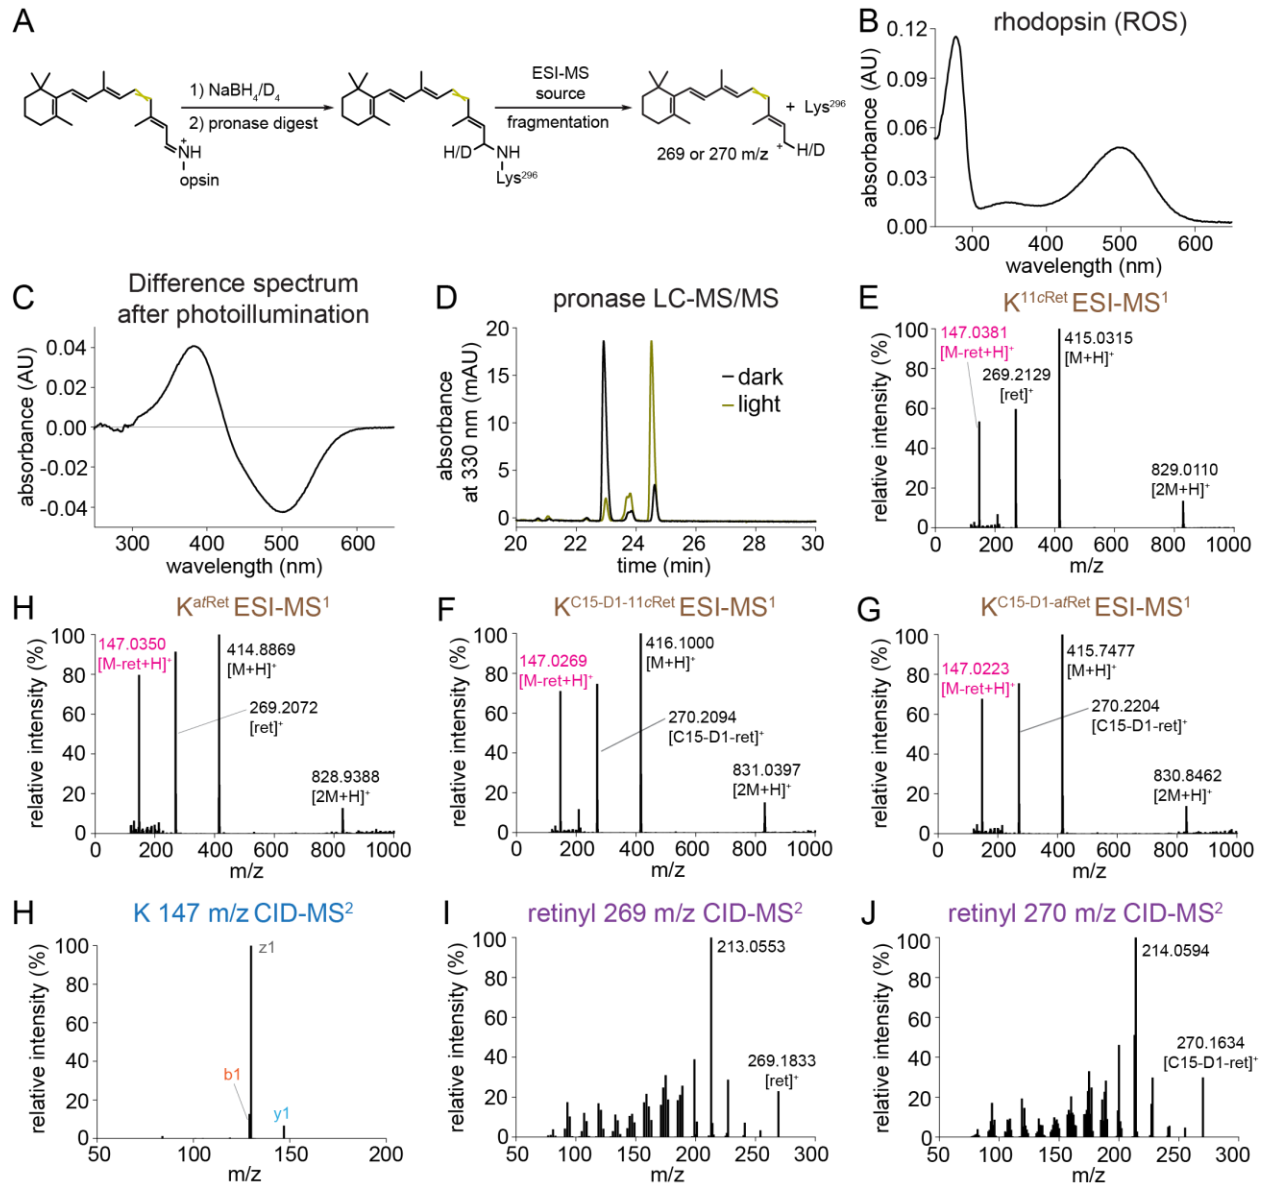 A
1) NaBH4/D4
2) pronase digest
ESI-MS
source
fragmentation
+
NH
opsin
H/D
NH
Lys296
+ Lys296
269 or 270 m/z
+
H/D
B
rhodopsin (ROS)
absorbance (AU)
0.12
0.09
0.06
0.03
0.00
300 400 500 600
wavelength (nm)
C
Difference spectrum
after photoillumination
absorbance (AU)
0.04
0.02
0.00
-0.02
-0.04
300 400 500 600
wavelength (nm)
D
pronase LC-MS/MS
absorbance
at 330 nm (mAU)
20
15
10
5
0
dark
light
20 22 24 26 28 30
time (min)
E
K11cRet ESI-MS1
relative intensity (%)
100
80
60
40
20
0
147.0381
[M-ret+H]+
269.2129
[ret]+
415.0315
[M+H]+
829.0110
[2M+H]+
0 200 400 600 800 1000
m/z
H
KatRet ESI-MS1
relative intensity (%)
100
80
60
40
20
0
147.0350
[M-ret+H]+
414.8869
[M+H]+
269.2072
[ret]+
828.9388
[2M+H]+
0 200 400 600 800 1000
m/z
F
KC15-D1-11cRet ESI-MS1
relative intensity (%)
100
80
60
40
20
0
147.0269
[M-ret+H]+
416.1000
[M+H]+
270.2094
[C15-D1-ret]+
831.0397
[2M+H]+
0 200 400 600 800 1000
m/z
G
KC15-D1-atRet ESI-MS1
relative intensity (%)
100
80
60
40
20
0
147.0223
[M-ret+H]+
415.7477
[M+H]+
270.2204
[C15-D1-ret]+
830.8462
[2M+H]+
0 200 400 600 800 1000
m/z
H
K 147 m/z CID-MS2
relative intensity (%)
100
80
60
40
20
0
z1
b1
y1
50 100 150 200
m/z
I
retinyl 269 m/z CID-MS2
relative intensity (%)
100
80
60
40
20
0
213.0553
269.1833
[ret]+
50 100 150 200 250 300
m/z
J
retinyl 270 m/z CID-MS2
relative intensity (%)
100
80
60
40
20
0
214.0594
270.1634
[C15-D1-ret]+
50 100 150 200 250 300
m/z